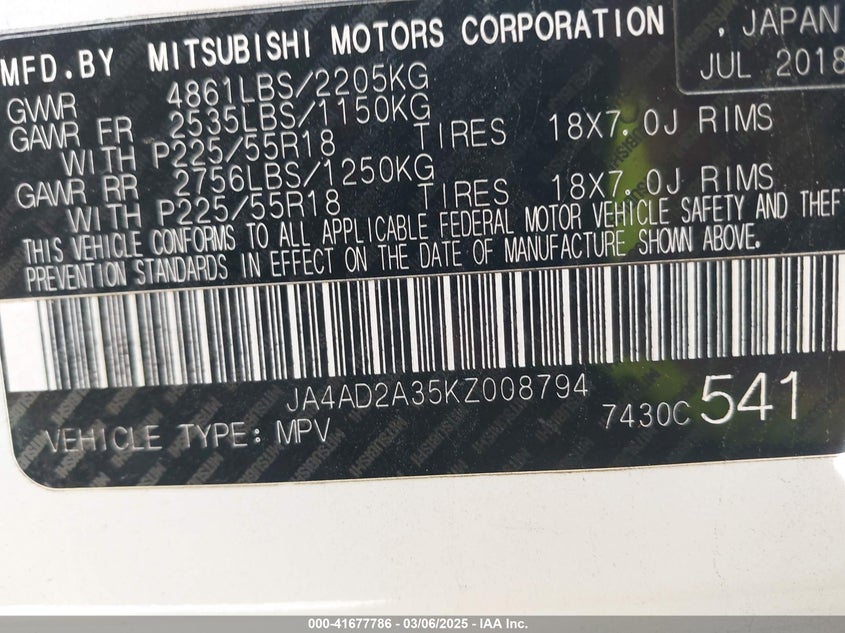 MFD.BY MITSUBISHI MOTORS CORPORATION , JAPAN
JUL 2018
GVWR 4861LBS/2205KG
GAWR FR 2535LBS/1150KG
WITH P225/55R18 TIRES 18X7.0J RIMS
GAWR RR 2756LBS/1250KG
WITH P225/55R18 TIRES 18X7.0J RIMS
THIS VEHICLE CONFORMS TO ALL APPLICABLE FEDERAL MOTOR VEHICLE SAFETY AND THEFT
PREVENTION STANDARDS IN EFFECT ON THE DATE OF MANUFACTURE SHOWN ABOVE.
JA4AD2A35KZ008794
7430C 541
VEHICLE TYPE: MPV
000-41677786 - 03/06/2025 - IAA Inc.